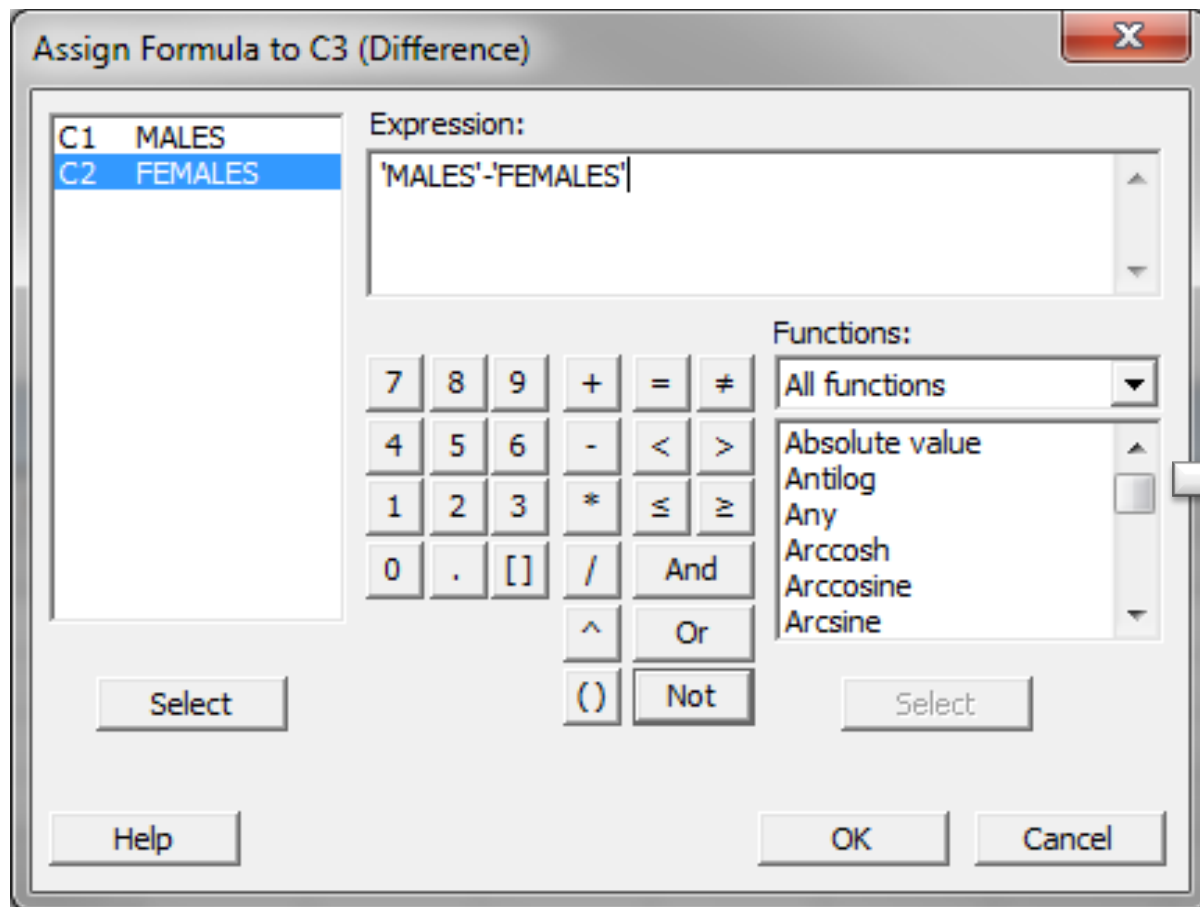 Assign Formula to C3 (Difference)
x
C1 MALES
C2 FEMALES
Expression:
'MALES'-'FEMALES'
Functions:
All functions
7 8 9 + = ≠
4 5 6 - < >
1 2 3 * ≤ ≥
0 . [] / And
^ Or
() Not
Absolute value
Antilog
Any
Arccosh
Arccosine
Arcsine
Select
Select
Help
OK
Cancel